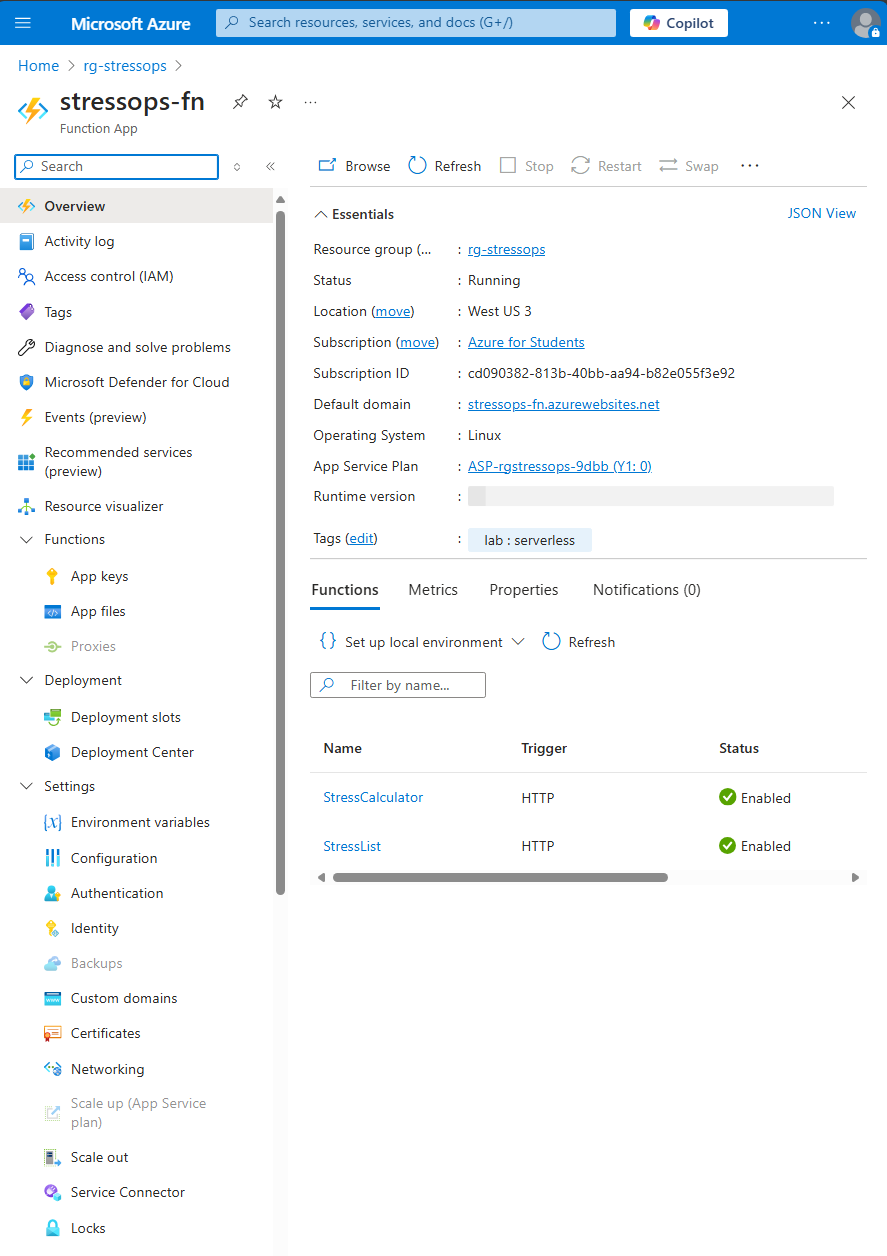 Microsoft Azure
Search resources, services, and docs (G+/)
Copilot
Home > rg-stressops >
stressops-fn
Function App
Search
Overview
Activity log
Access control (IAM)
Tags
Diagnose and solve problems
Microsoft Defender for Cloud
Events (preview)
Recommended services
(preview)
Resource visualizer
Functions
App keys
App files
Proxies
Deployment
Deployment slots
Deployment Center
Settings
Environment variables
Configuration
Authentication
Identity
Backups
Custom domains
Certificates
Networking
Scale up (App Service
plan)
Scale out
Service Connector
Locks
Browse Refresh Stop Restart Swap
Essentials JSON View
Resource group (... : rg-stressops
Status : Running
Location (move) : West US 3
Subscription (move) : Azure for Students
Subscription ID : cd090382-813b-40bb-aa94-b82e055f3e92
Default domain : stressops-fn.azurewebsites.net
Operating System : Linux
App Service Plan : ASP-rgstressops-9dbb (Y1: 0)
Runtime version :
Tags (edit) : lab : serverless
Functions Metrics Properties Notifications (0)
{} Set up local environment Refresh
Filter by name...
Name Trigger Status
StressCalculator HTTP Enabled
StressList HTTP Enabled